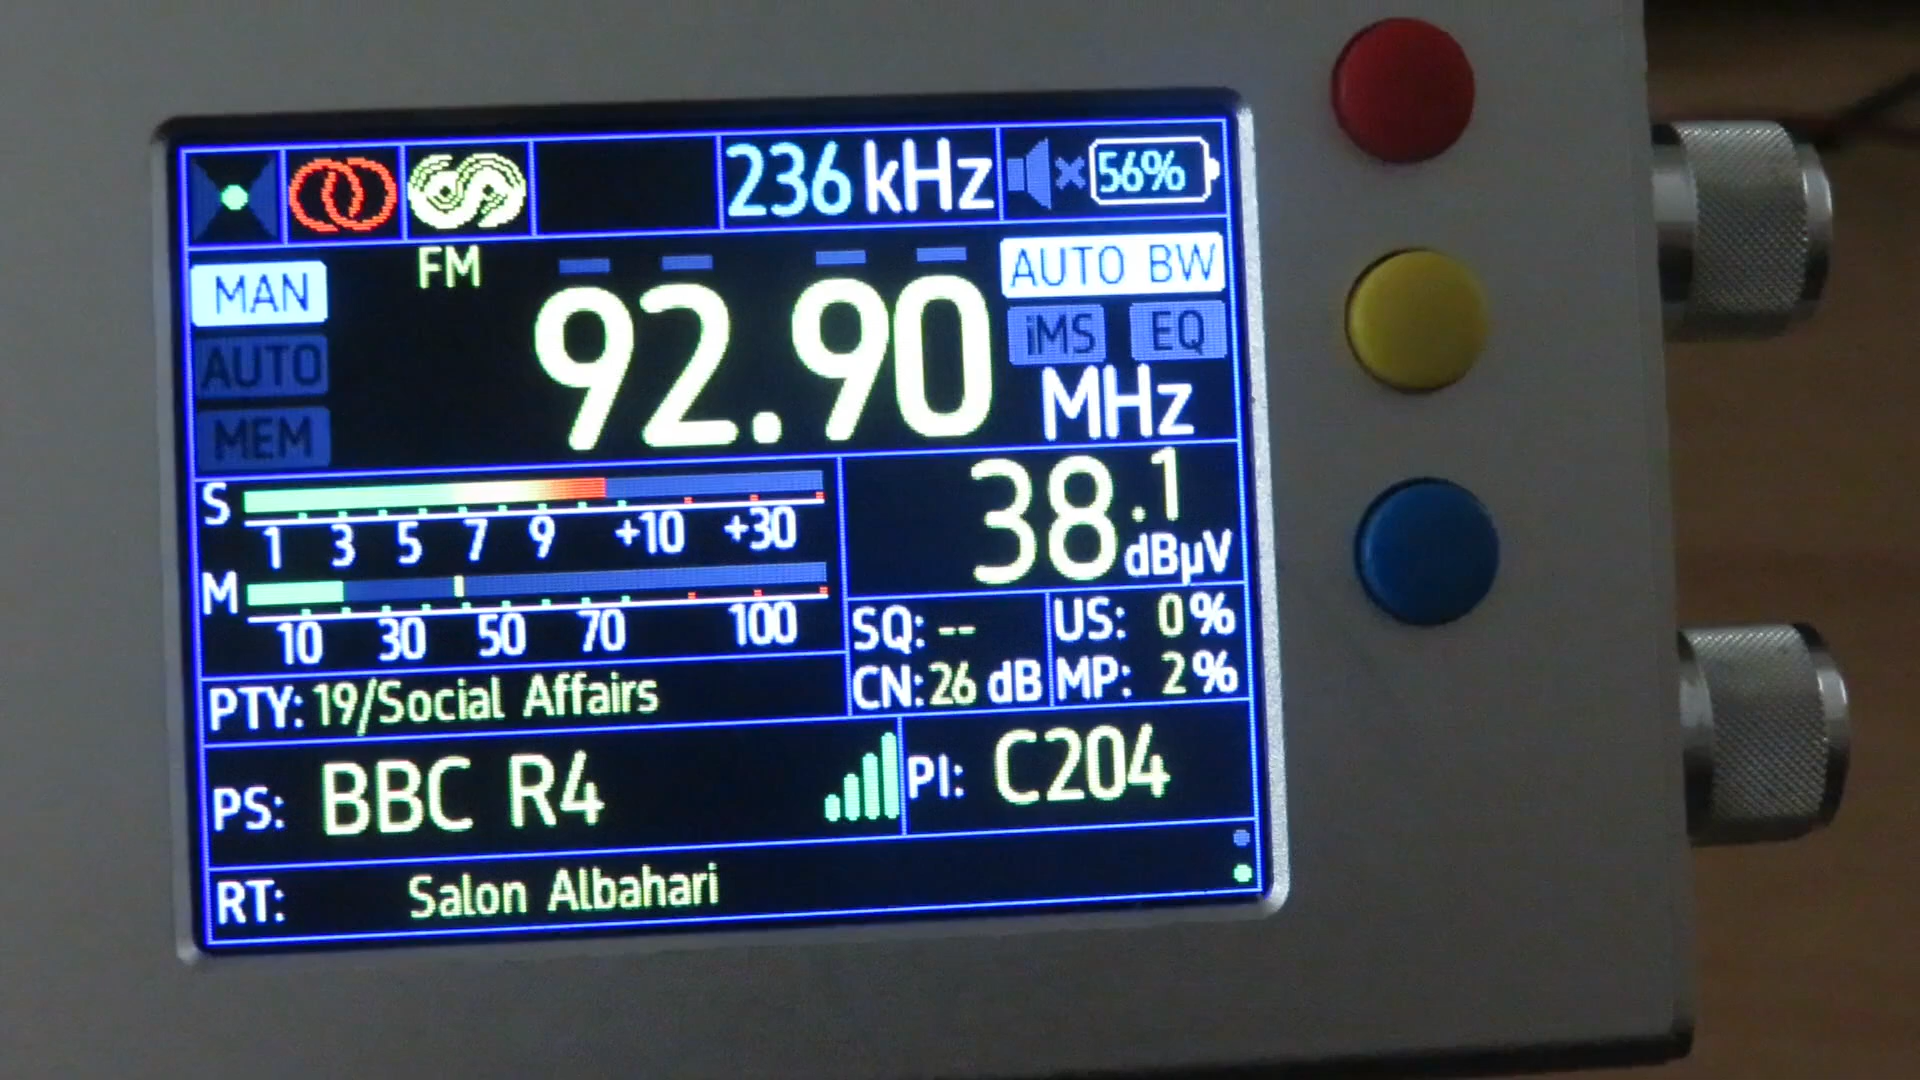 236 kHz 56%
FM
MAN
AUTO
MEM
92.90 MHz
AUTO BW
iMS EQ
S
1 3 5 7 9 +10 +30
M
10 30 50 70 100
38.1 dBµV
SQ: -- US: 0%
CN: 26 dB MP: 2%
PTY: 19/Social Affairs
PS: BBC R4
PI: C204
RT: Salon Albahari